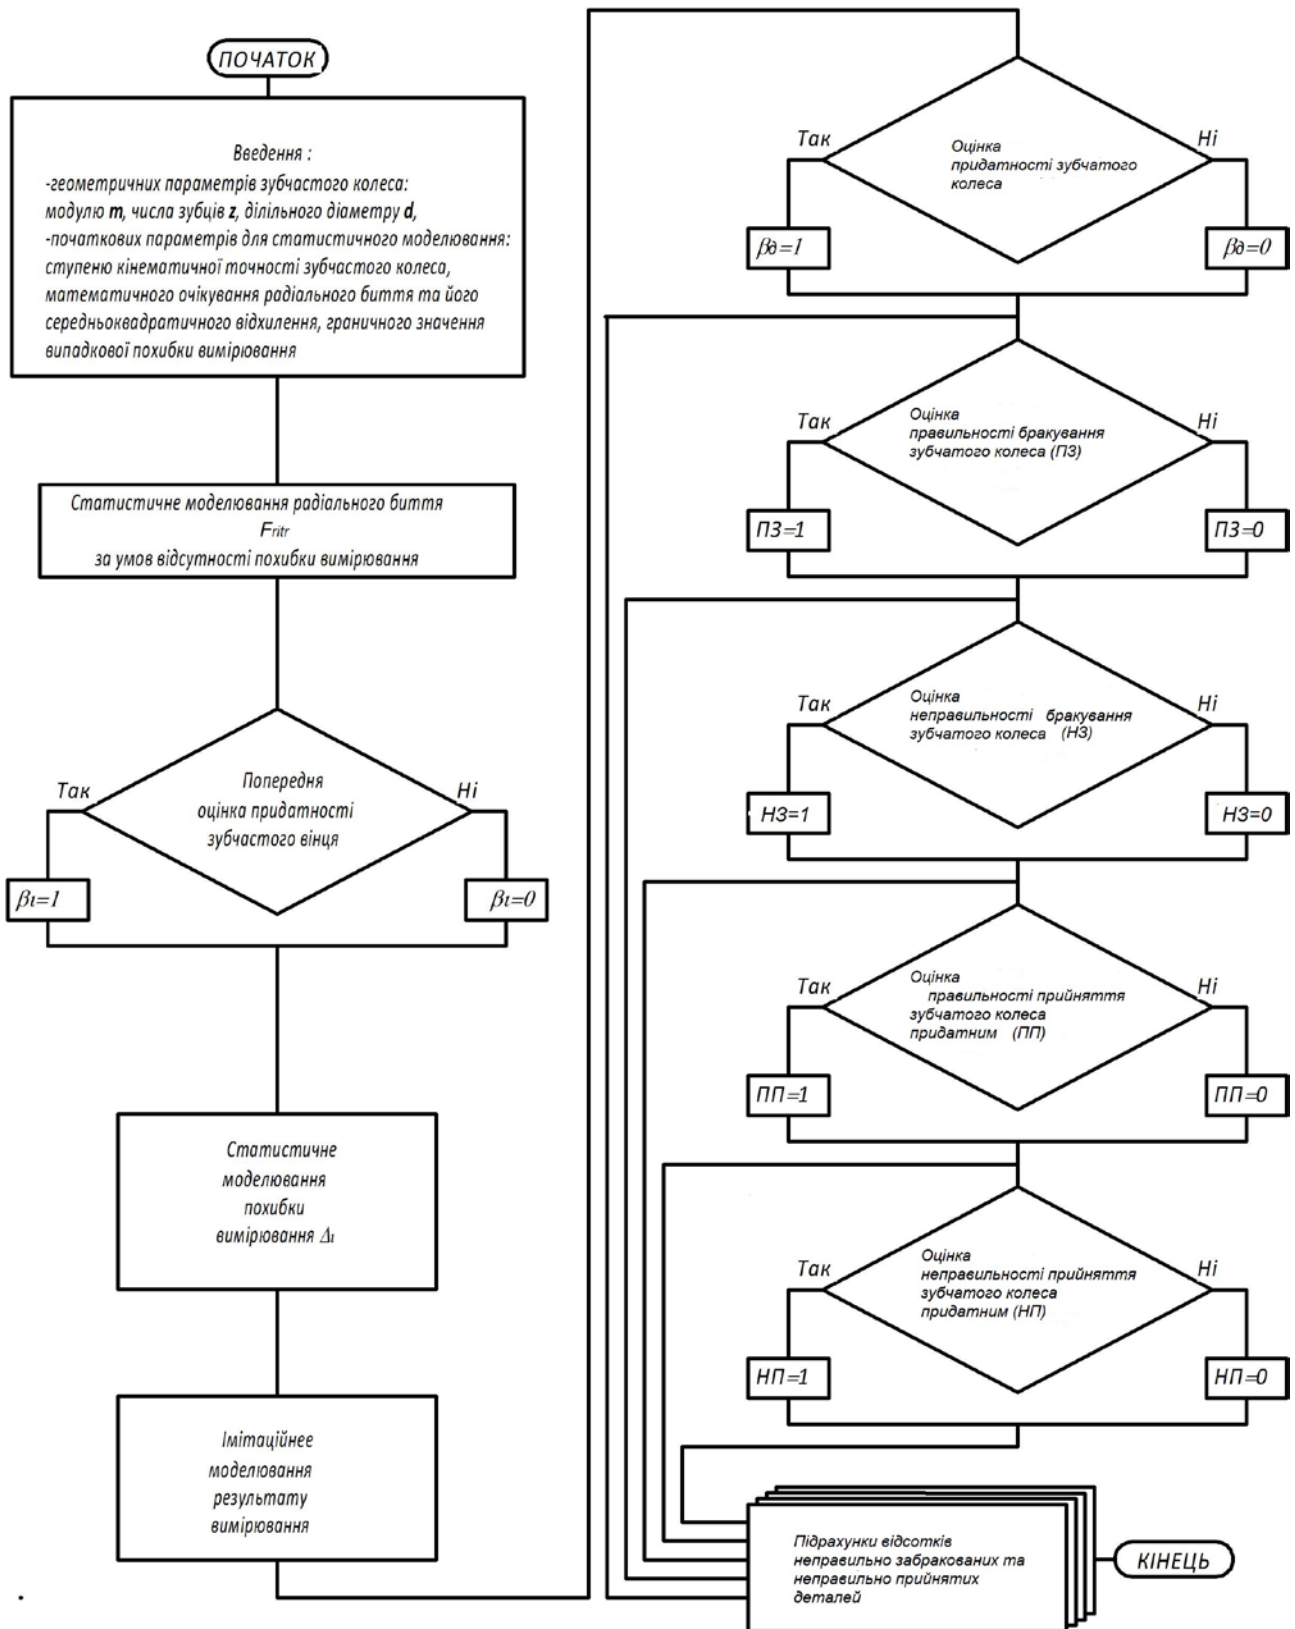 ПОЧАТОК
Введення :
-геометричних параметрів зубчастого колеса:
модулю m, числа зубців z, ділільного діаметру d,
-початкових параметрів для статистичного моделювання:
ступеню кінематичної точності зубчастого колеса,
математичного очікування радіального биття та його
середньоквадратичного відхилення, граничного значення
випадкової похибки вимірювання
Статистичне моделювання радіального биття
Fritr
за умов відсутності похибки вимірювання
Так
Ні
Попередня
оцінка придатності
зубчастого вінця
βι=1
βι=0
Статистичне
моделювання
похибки
вимірювання Δι
Імітаційнее
моделювання
результату
вимірювання
Так
Ні
Оцінка
придатності зубчатого
колеса
βд=1
βд=0
Так
Ні
Оцінка
правильності бракування
зубчатого колеса (ПЗ)
ПЗ=1
ПЗ=0
Так
Ні
Оцінка
неправильності бракування
зубчатого колеса (НЗ)
НЗ=1
НЗ=0
Так
Ні
Оцінка
правильності прийняття
зубчатого колеса
придатним (ПП)
ПП=1
ПП=0
Так
Ні
Оцінка
неправильності прийняття
зубчатого колеса
придатним (НП)
НП=1
НП=0
Підрахунки відсотків
неправильно забракованих та
неправильно прийнятих
деталей
КІНЕЦЬ